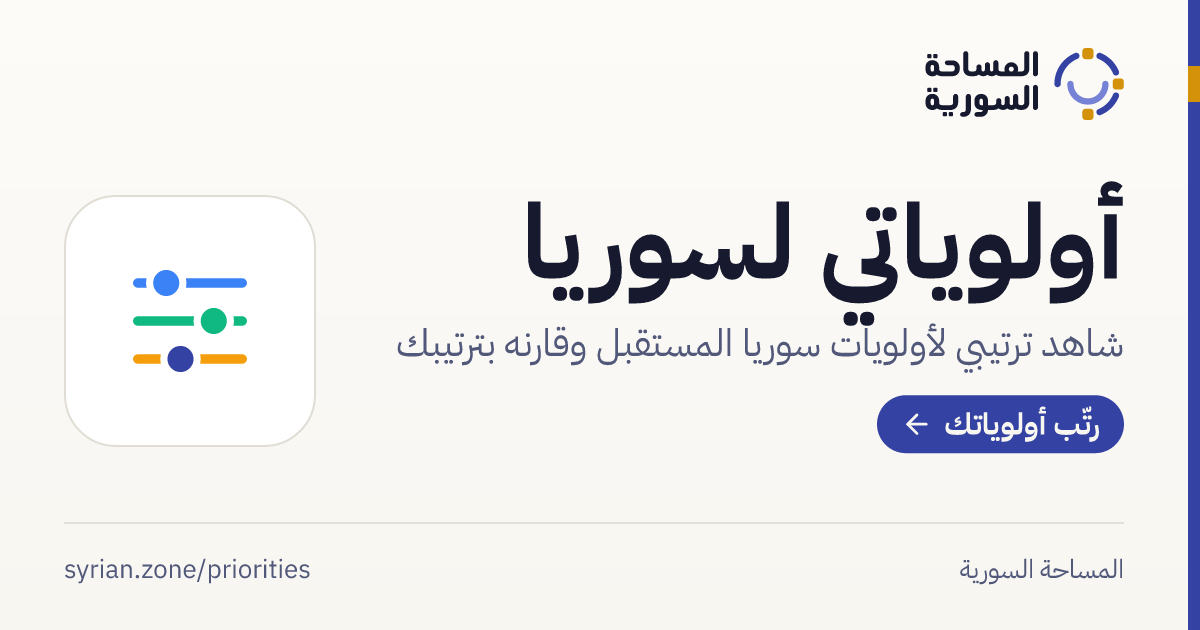 المساحة
السورية
أولوياتي لسوريا
شاهد ترتيبي لأولويات سوريا المستقبل وقارنه بترتيبك
رتّب أولوياتك ←
المساحة السورية
syrian.zone/priorities